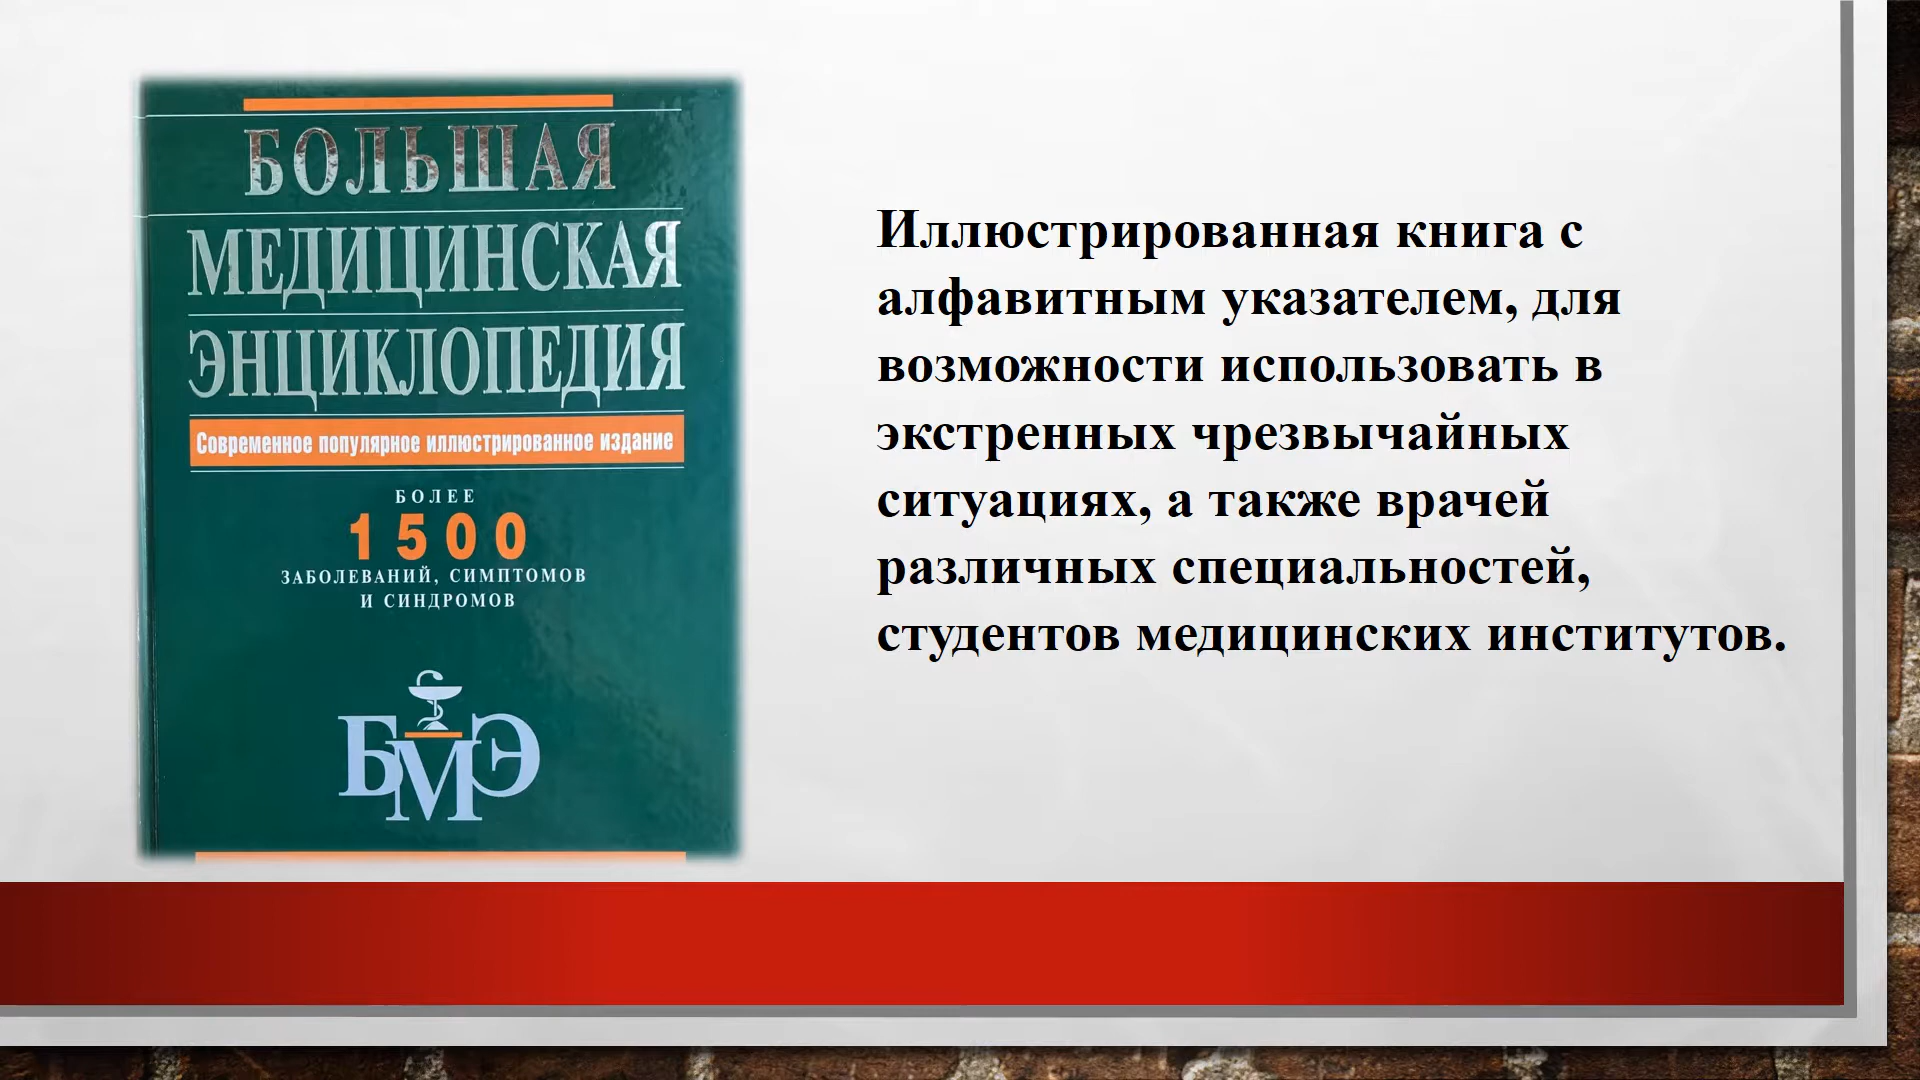 БОЛЬШАЯ
МЕДИЦИНСКАЯ
ЭНЦИКЛОПЕДИЯ
Современное популярное иллюстрированное издание
БОЛЕЕ
1500
ЗАБОЛЕВАНИЙ, СИМПТОМОВ
И СИНДРОМОВ
БМЭ
Иллюстрированная книга с
алфавитным указателем, для
возможности использовать в
экстренных чрезвычайных
ситуациях, а также врачей
различных специальностей,
студентов медицинских институтов.